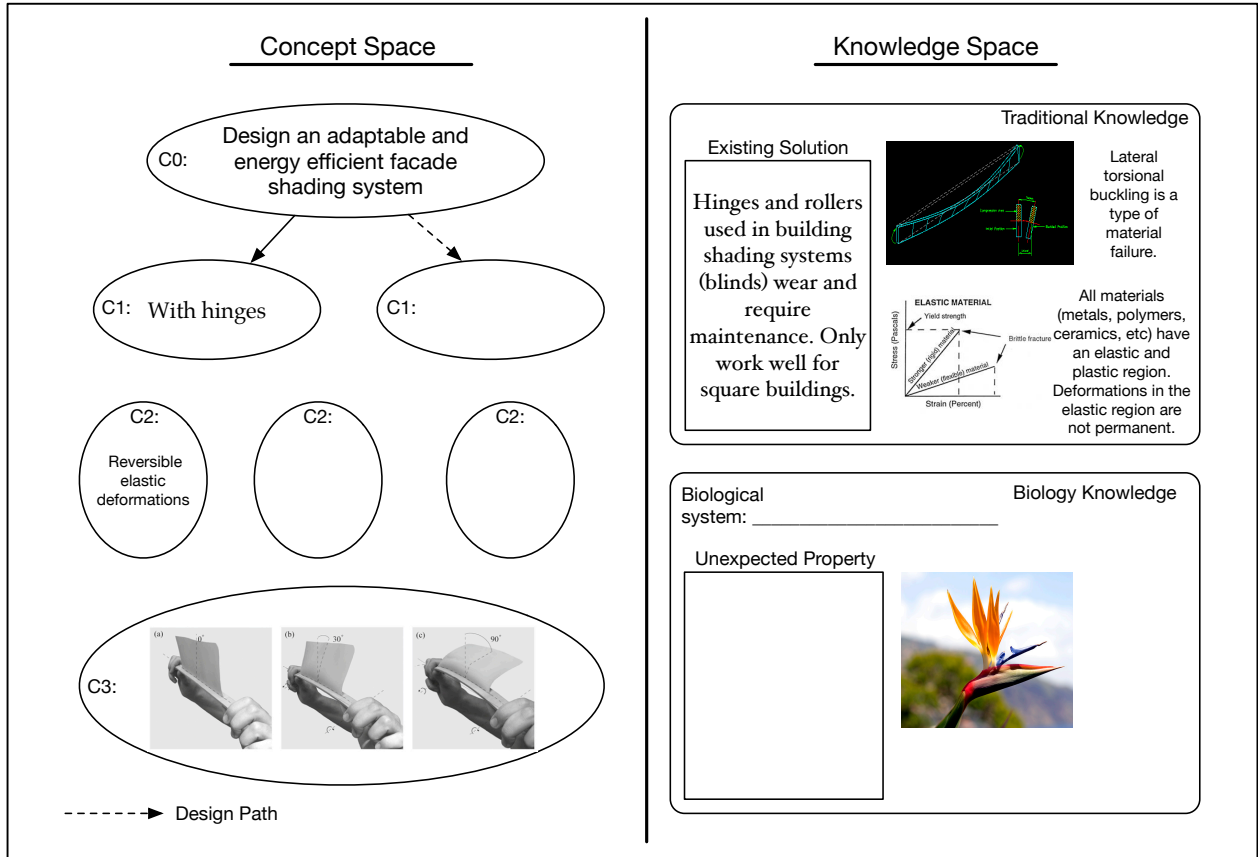 Concept Space
C0:
Design an adaptable and
energy efficient facade
shading system
C1:
With hinges
C1:
C2:
Reversible
elastic
deformations
C2:
C2:
C3:
(a)
0°
(b)
30°
(c)
90°
Design Path
Knowledge Space
Traditional Knowledge
Existing Solution
Hinges and rollers
used in building
shading systems
(blinds) wear and
require
maintenance. Only
work well for
square buildings.
Lateral
torsional
buckling is a
type of
material
failure.
ELASTIC MATERIAL
Yield strength
Brittle fracture
Stress (Pascals)
Stronger (rigid) material
Weaker (flexible) material
Strain (Percent)
All materials
(metals, polymers,
ceramics, etc) have
an elastic and
plastic region.
Deformations in the
elastic region are
not permanent.
Biological
system: ___________________________
Biology Knowledge
Unexpected Property